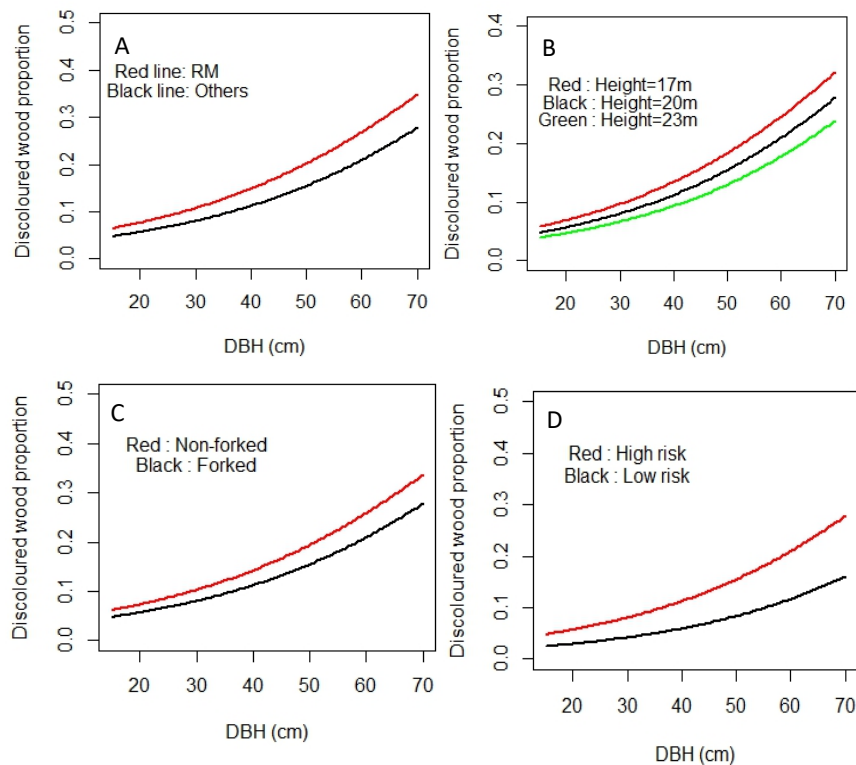 A
Red line: RM
Black line: Others
Discoloured wood proportion
0.0
0.1
0.2
0.3
0.4
0.5
20
30
40
50
60
70
DBH (cm)
B
Red : Height=17m
Black : Height=20m
Green : Height=23m
Discoloured wood proportion
0.0
0.1
0.2
0.3
0.4
20
30
40
50
60
70
DBH (cm)
C
Red : Non-forked
Black : Forked
Discoloured wood proportion
0.0
0.1
0.2
0.3
0.4
0.5
20
30
40
50
60
70
DBH (cm)
D
Red : High risk
Black : Low risk
Discoloured wood proportion
0.0
0.1
0.2
0.3
0.4
0.5
20
30
40
50
60
70
DBH (cm)